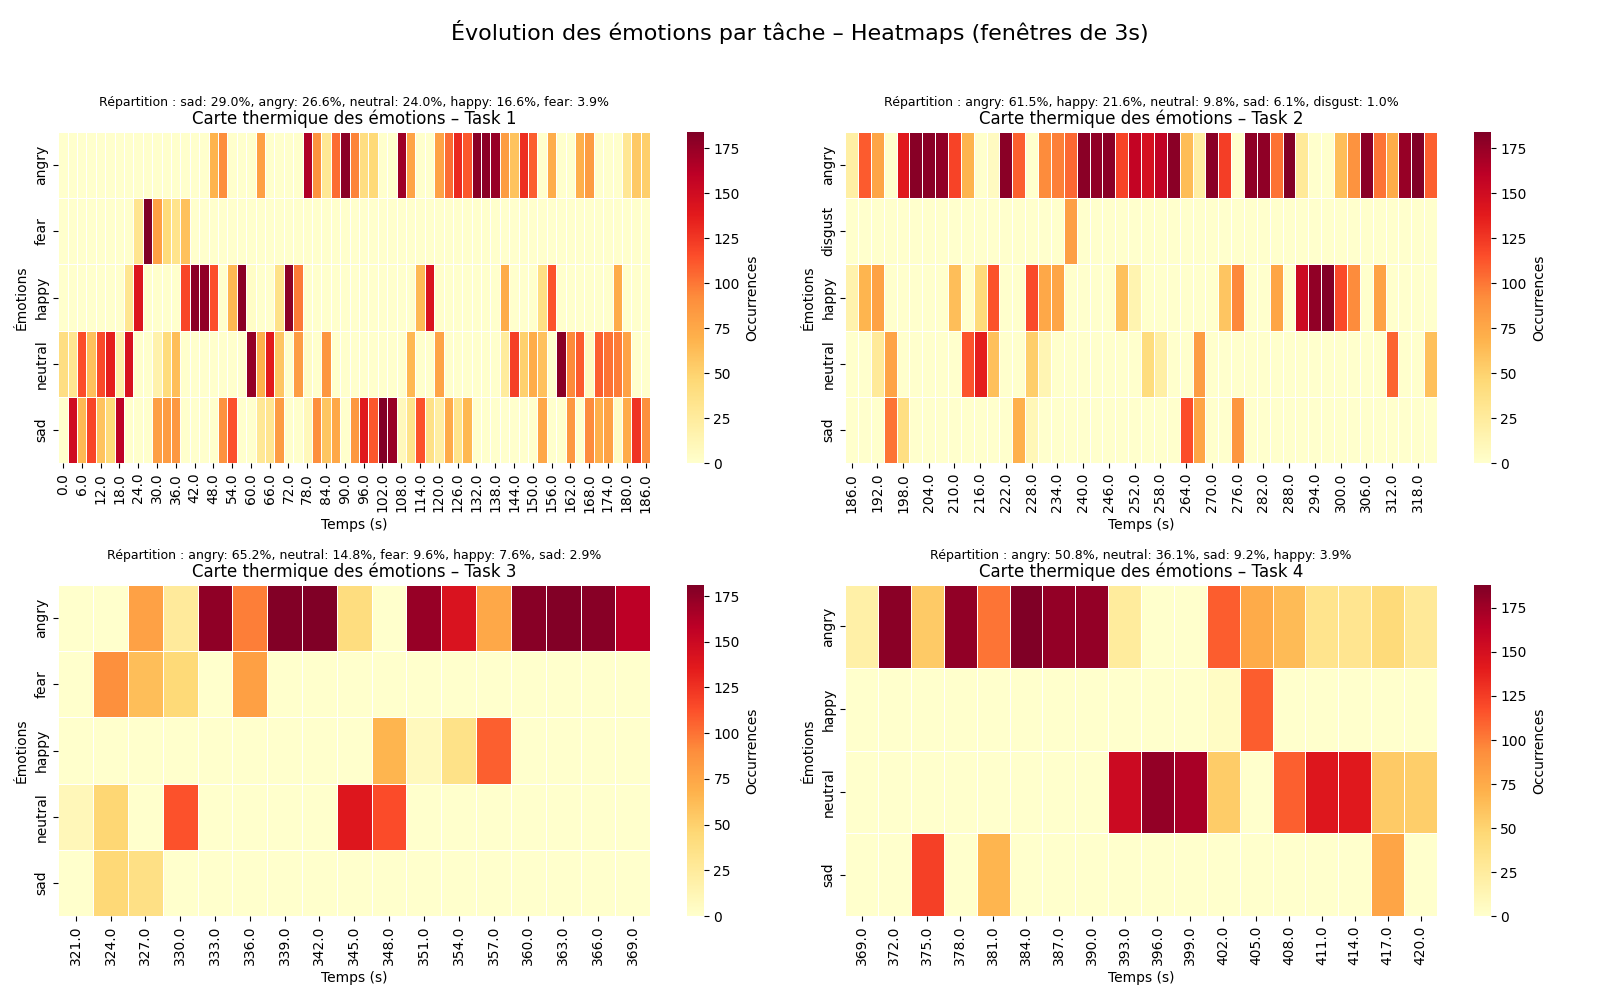 Évolution des émotions par tâche – Heatmaps (fenêtres de 3s)
Répartition : sad: 29.0%, angry: 26.6%, neutral: 24.0%, happy: 16.6%, fear: 3.9%
Carte thermique des émotions – Task 1
Émotions
angry
fear
happy
neutral
sad
0.0 6.0 12.0 18.0 24.0 30.0 36.0 42.0 48.0 54.0 60.0 66.0 72.0 78.0 84.0 90.0 96.0 102.0 108.0 114.0 120.0 126.0 132.0 138.0 144.0 150.0 156.0 162.0 168.0 174.0 180.0 186.0
Temps (s)
175
150
125
100
75
50
25
0
Occurrences
Répartition : angry: 61.5%, happy: 21.6%, neutral: 9.8%, sad: 6.1%, disgust: 1.0%
Carte thermique des émotions – Task 2
Émotions
angry
disgust
happy
neutral
sad
186.0 192.0 198.0 204.0 210.0 216.0 222.0 228.0 234.0 240.0 246.0 252.0 258.0 264.0 270.0 276.0 282.0 288.0 294.0 300.0 306.0 312.0 318.0
Temps (s)
175
150
125
100
75
50
25
0
Occurrences
Répartition : angry: 65.2%, neutral: 14.8%, fear: 9.6%, happy: 7.6%, sad: 2.9%
Carte thermique des émotions – Task 3
Émotions
angry
fear
happy
neutral
sad
321.0 324.0 327.0 330.0 333.0 336.0 339.0 342.0 345.0 348.0 351.0 354.0 357.0 360.0 363.0 366.0 369.0
Temps (s)
175
150
125
100
75
50
25
0
Occurrences
Répartition : angry: 50.8%, neutral: 36.1%, sad: 9.2%, happy: 3.9%
Carte thermique des émotions – Task 4
Émotions
angry
happy
neutral
sad
369.0 372.0 375.0 378.0 381.0 384.0 387.0 390.0 393.0 396.0 399.0 402.0 405.0 408.0 411.0 414.0 417.0 420.0
Temps (s)
175
150
125
100
75
50
25
0
Occurrences